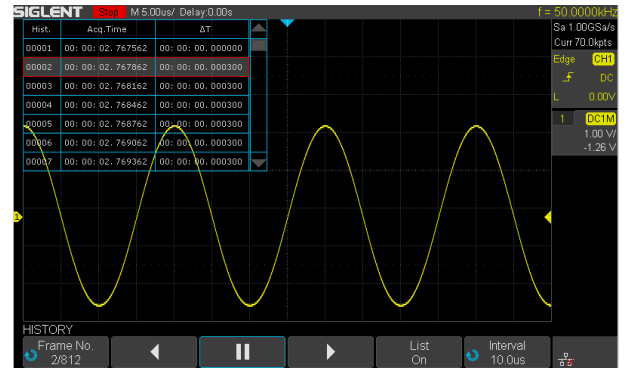 SIGLENT Stop M 5.00us/ Delay:0.00s f = 50.0000kHz
Sa 1.00GSa/s
Curr 70.0kpts
Edge CH1
DC
L 0.00V
1 DC1M
1.00 V/
-1.26 V
Hist. Acq.Time ΔT
00001 00: 00: 02. 767562 00: 00: 00. 000000
00002 00: 00: 02. 767862 00: 00: 00. 000300
00003 00: 00: 02. 768162 00: 00: 00. 000300
00004 00: 00: 02. 768462 00: 00: 00. 000300
00005 00: 00: 02. 768762 00: 00: 00. 000300
00006 00: 00: 02. 769062 00: 00: 00. 000300
00007 00: 00: 02. 769362 00: 00: 00. 000300
1
HISTORY
Frame No.
2/812
List
On
Interval
10.0us